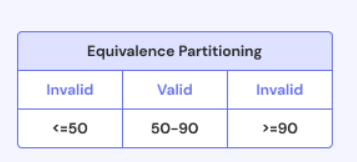 Equivalence Partitioning
Invalid Valid Invalid
<=50 50-90 >=90